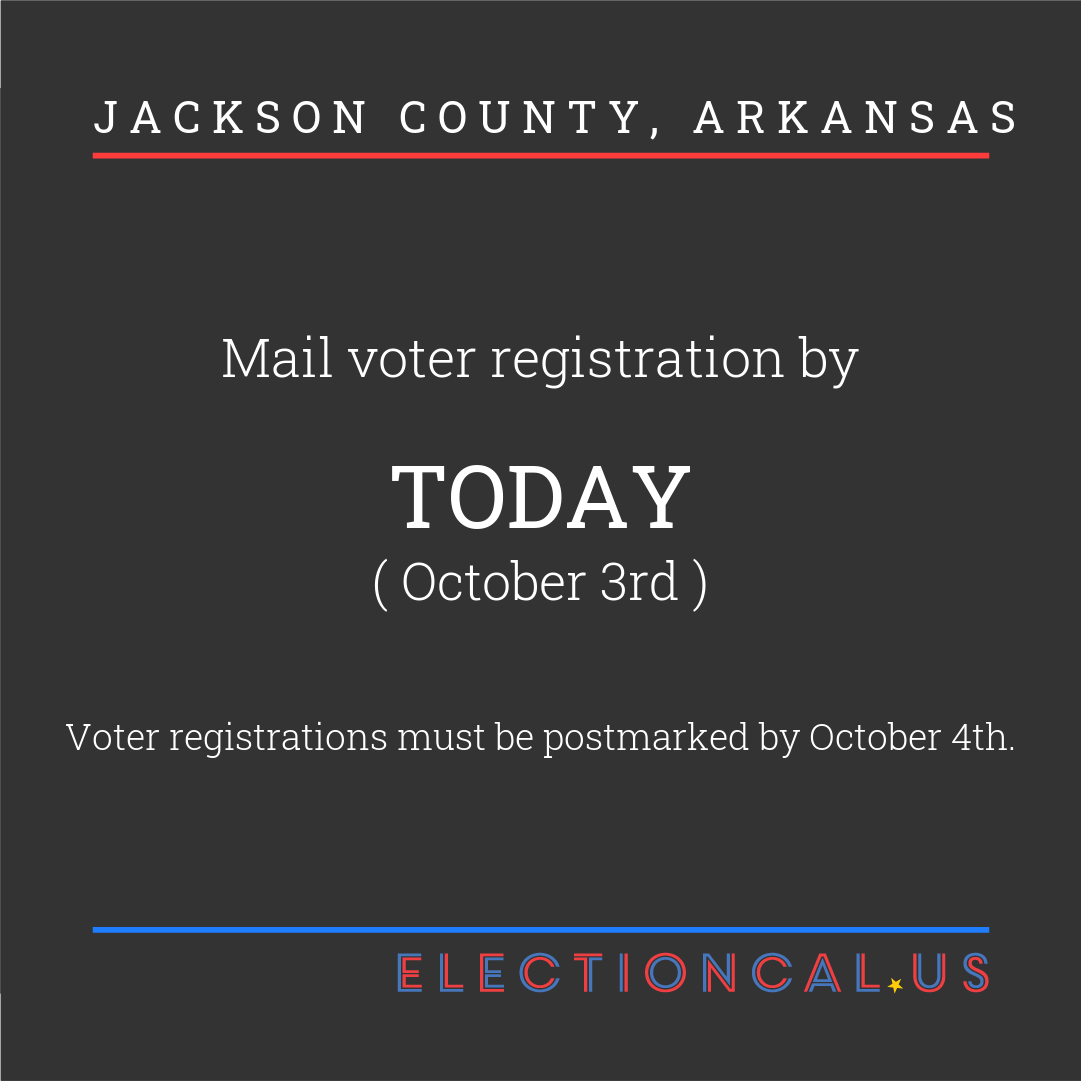 JACKSON COUNTY, ARKANSAS
Mail voter registration by
TODAY
( October 3rd )
Voter registrations must be postmarked by October 4th.
ELECTIONCAL.US